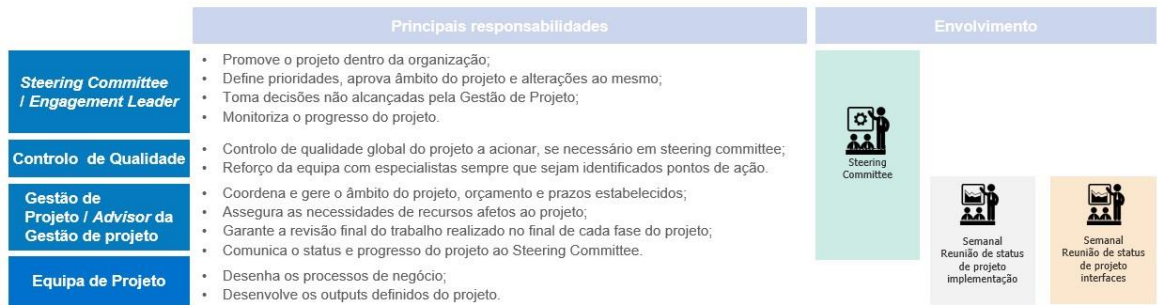 Principais responsabilidades
Envolvimento
Steering Committee
/ Engagement Leader
• Promove o projeto dentro da organização;
• Define prioridades, aprova âmbito do projeto e alterações ao mesmo;
• Toma decisões não alcançadas pela Gestão de Projeto;
• Monitoriza o progresso do projeto.
Controlo de Qualidade
• Controlo de qualidade global do projeto a acionar, se necessário em steering committee;
• Reforço da equipa com especialistas sempre que sejam identificados pontos de ação.
Gestão de
Projeto / Advisor da
Gestão de projeto
• Coordena e gere o âmbito do projeto, orçamento e prazos estabelecidos;
• Assegura as necessidades de recursos afetos ao projeto;
• Garante a revisão final do trabalho realizado no final de cada fase do projeto;
• Comunica o status e progresso do projeto ao Steering Committee.
Equipa de Projeto
• Desenha os processos de negócio;
• Desenvolve os outputs definidos do projeto.
Steering
Committee
Semanal
Reunião de status
de projeto
implementação
Semanal
Reunião de status
de projeto
interfaces